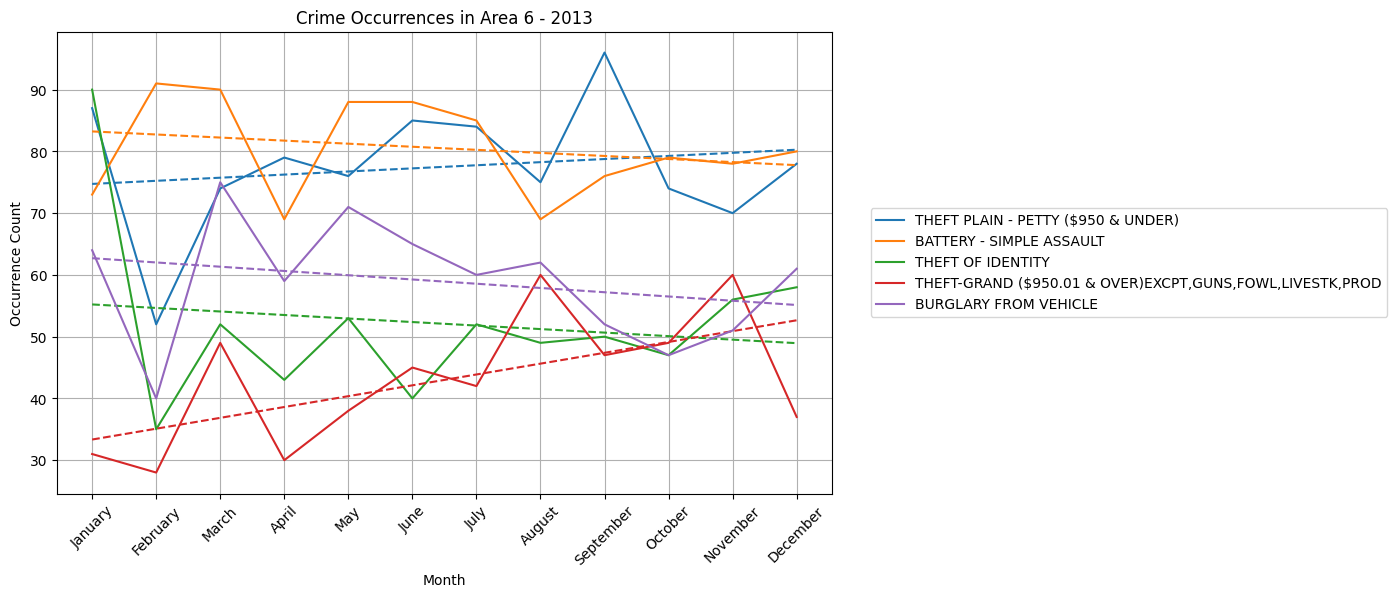 Crime Occurrences in Area 6 - 2013
Occurrence Count
90
80
70
60
50
40
30
January
February
March
April
May
June
July
August
September
October
November
December
Month
THEFT PLAIN - PETTY ($950 & UNDER)
BATTERY - SIMPLE ASSAULT
THEFT OF IDENTITY
THEFT-GRAND ($950.01 & OVER)EXCPT,GUNS,FOWL,LIVESTK,PROD
BURGLARY FROM VEHICLE